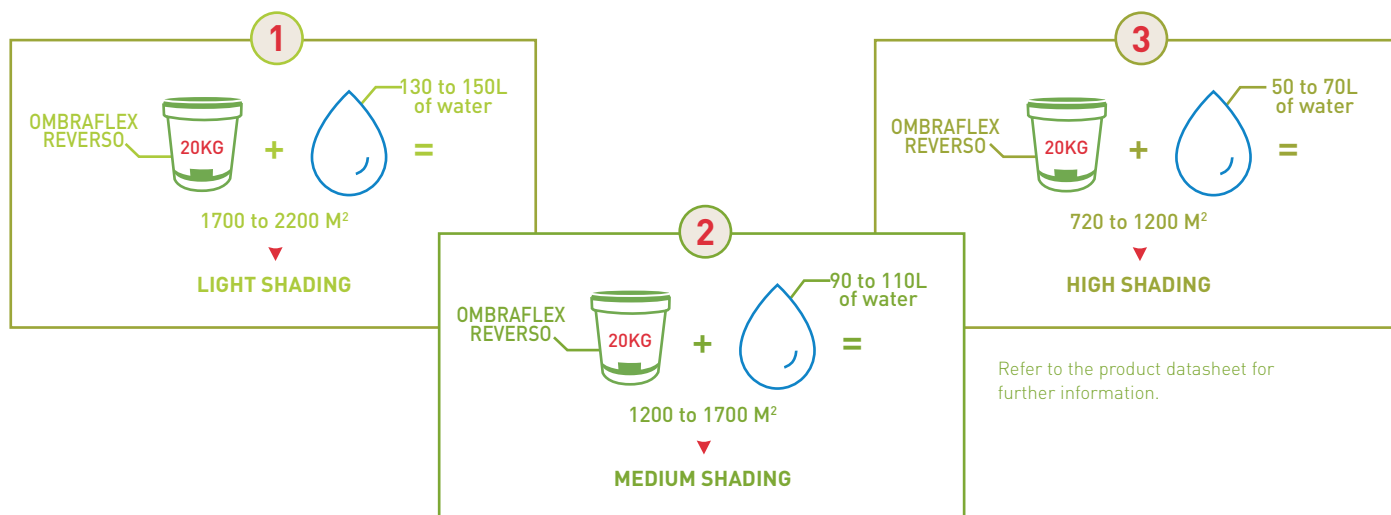 1
OMBRAFLEX
REVERSO
20KG
+
130 to 150L
of water
=
1700 to 2200 M²
LIGHT SHADING
2
OMBRAFLEX
REVERSO
20KG
+
90 to 110L
of water
=
1200 to 1700 M²
MEDIUM SHADING
3
OMBRAFLEX
REVERSO
20KG
+
50 to 70L
of water
=
720 to 1200 M²
HIGH SHADING
Refer to the product datasheet for
further information.